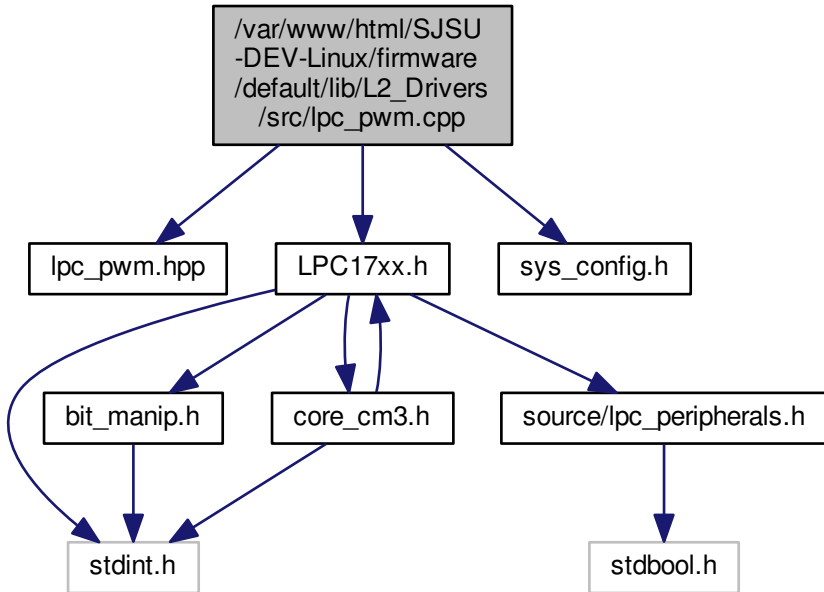 /var/www/html/SJSU
-DEV-Linux/firmware
/default/lib/L2_Drivers
/src/lpc_pwm.cpp
lpc_pwm.hpp
LPC17xx.h
sys_config.h
bit_manip.h
core_cm3.h
source/lpc_peripherals.h
stdint.h
stdbool.h